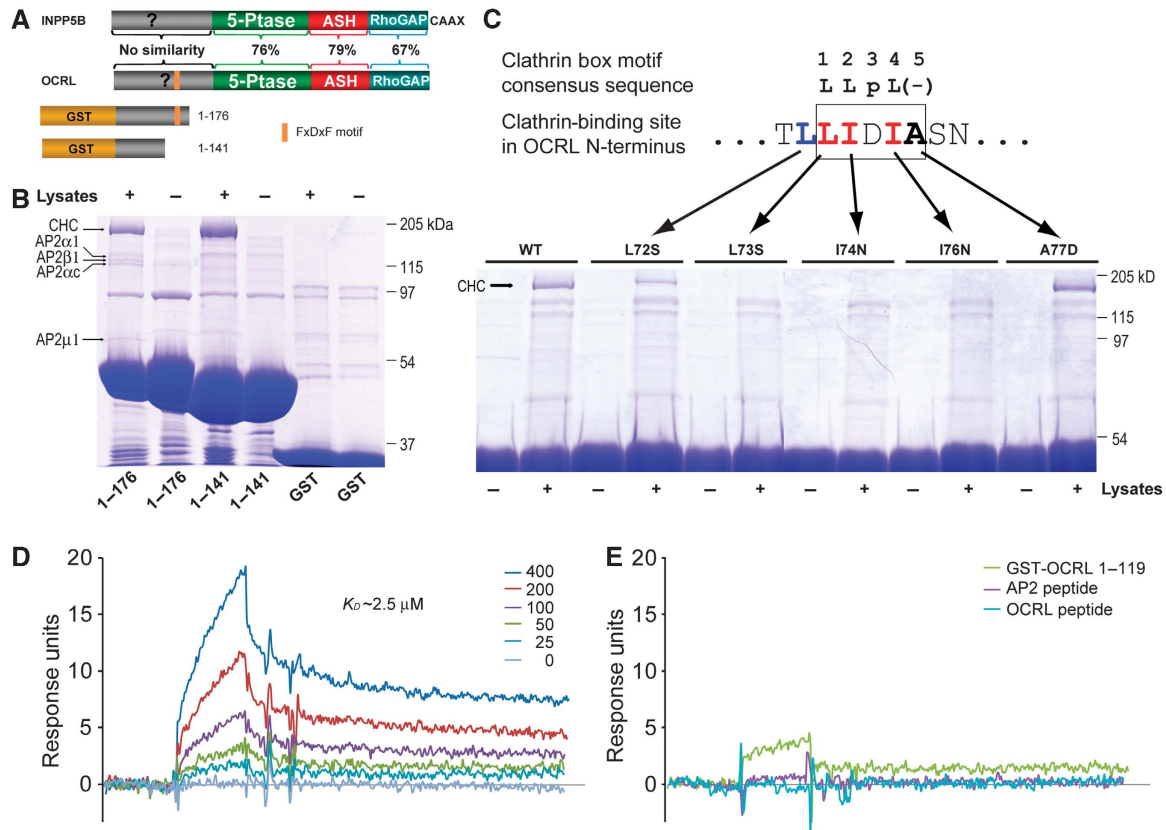 A
INPP5B ? 5-Ptase ASH RhoGAP CAAX
No similarity 76% 79% 67%
OCRL ? 5-Ptase ASH RhoGAP
GST 1–176
GST 1–141
FxDxF motif
B
Lysates + – + – + –
CHC
AP2α1
AP2β1
AP2αc
AP2μ1
205 kDa
115
97
54
37
1–176 1–176 1–141 1–141 GST GST
C
Clathrin box motif
consensus sequence
1 2 3 4 5
L L p L(-)
Clathrin-binding site
in OCRL N-terminus
...TLLIDIASN...
WT L72S L73S I74N I76N A77D
CHC
205 kD
115
97
54
– + – + – + – + – + – + Lysates
D
Response units
20
15
10
5
0
KD~2.5 μM
400
200
100
50
25
0
E
Response units
20
15
10
5
0
GST-OCRL 1–119
AP2 peptide
OCRL peptide